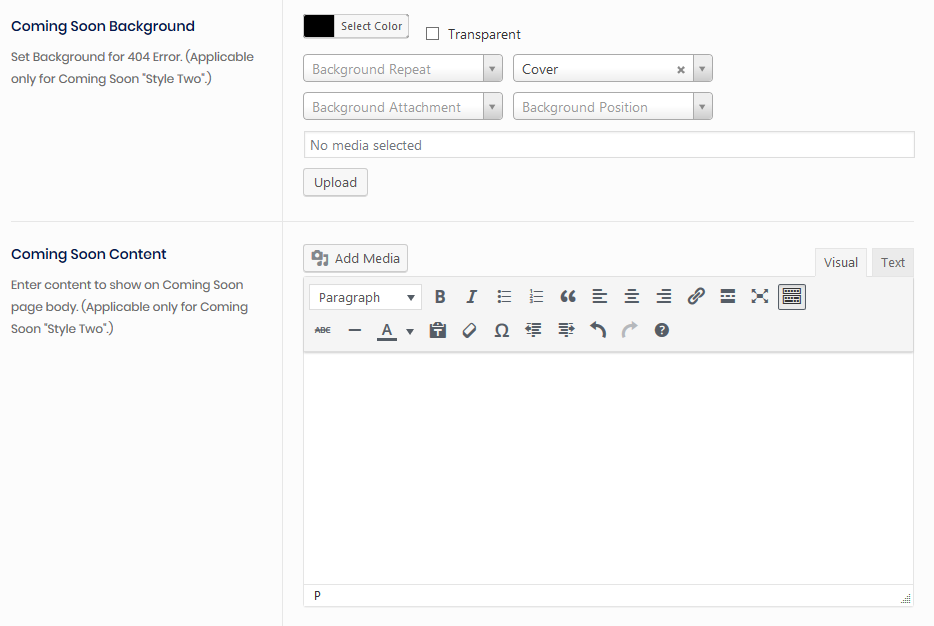 Coming Soon Background
Set Background for 404 Error. (Applicable
only for Coming Soon "Style Two".)
Select Color
Transparent
Background Repeat
Cover
Background Attachment
Background Position
No media selected
Upload
Coming Soon Content
Enter content to show on Coming Soon
page body. (Applicable only for Coming
Soon "Style Two".)
Add Media
Visual
Text
Paragraph
B I
ABC
A
Ω
P